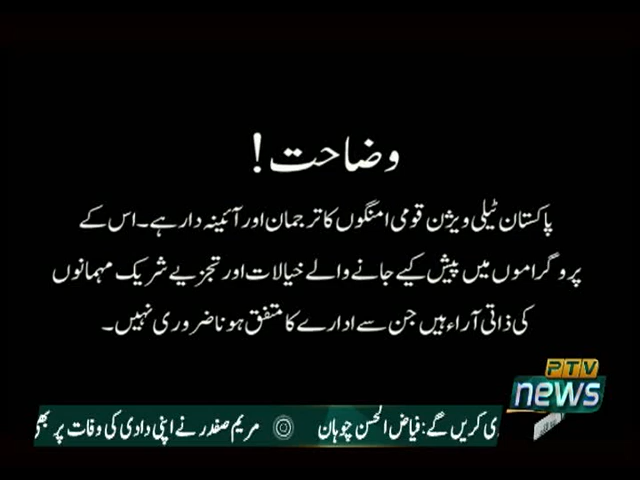 وضاحت!
پاکستان ٹیلی ویژن قومی امنگوں کا ترجمان اور آئینہ دار ہے۔ اس کے
پروگراموں میں پیش کیے جانے والے خیالات اور تجزیے شریک مہمانوں
کی ذاتی آراء ہیں جن سے ادارے کا متفق ہونا ضروری نہیں۔
PTV
news
کریں گے: فیاض الحسن چوہان ◎ مریم صفدر نے اپنی دادی کی وفات پر بھی